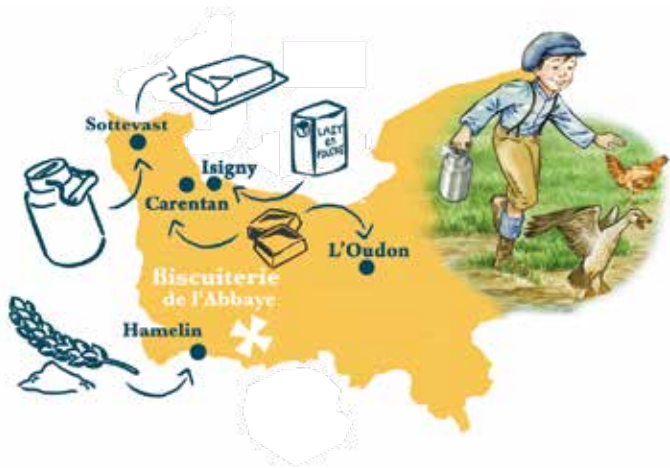 Sottevast
LAIT
en
POUDRE
Isigny
Carentan
L'Oudon
Biscuiterie
de l'Abbaye
Hamelin